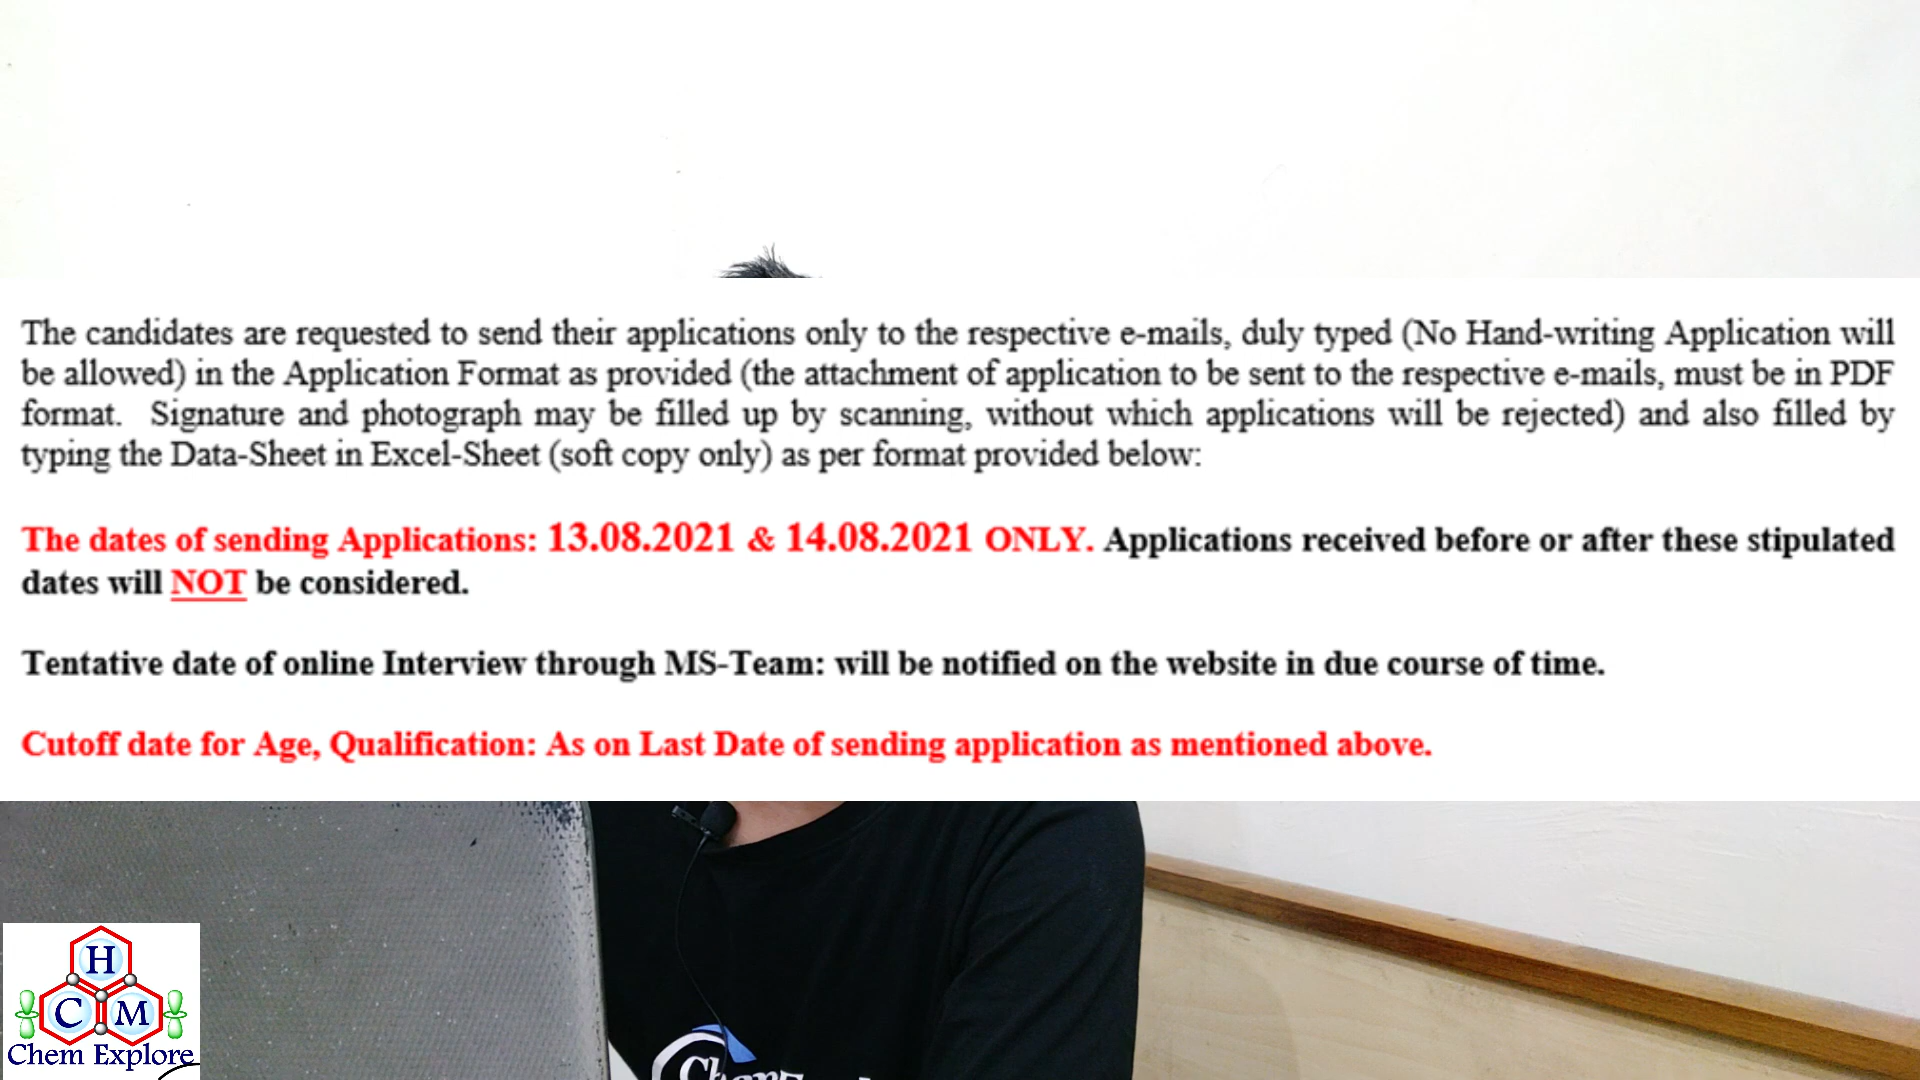 The candidates are requested to send their applications only to the respective e-mails, duly typed (No Hand-writing Application will
be allowed) in the Application Format as provided (the attachment of application to be sent to the respective e-mails, must be in PDF
format. Signature and photograph may be filled up by scanning, without which applications will be rejected) and also filled by
typing the Data-Sheet in Excel-Sheet (soft copy only) as per format provided below:
The dates of sending Applications: 13.08.2021 & 14.08.2021 ONLY. Applications received before or after these stipulated
dates will NOT be considered.
Tentative date of online Interview through MS-Team: will be notified on the website in due course of time.
Cutoff date for Age, Qualification: As on Last Date of sending application as mentioned above.
H
C M
Chem Explore